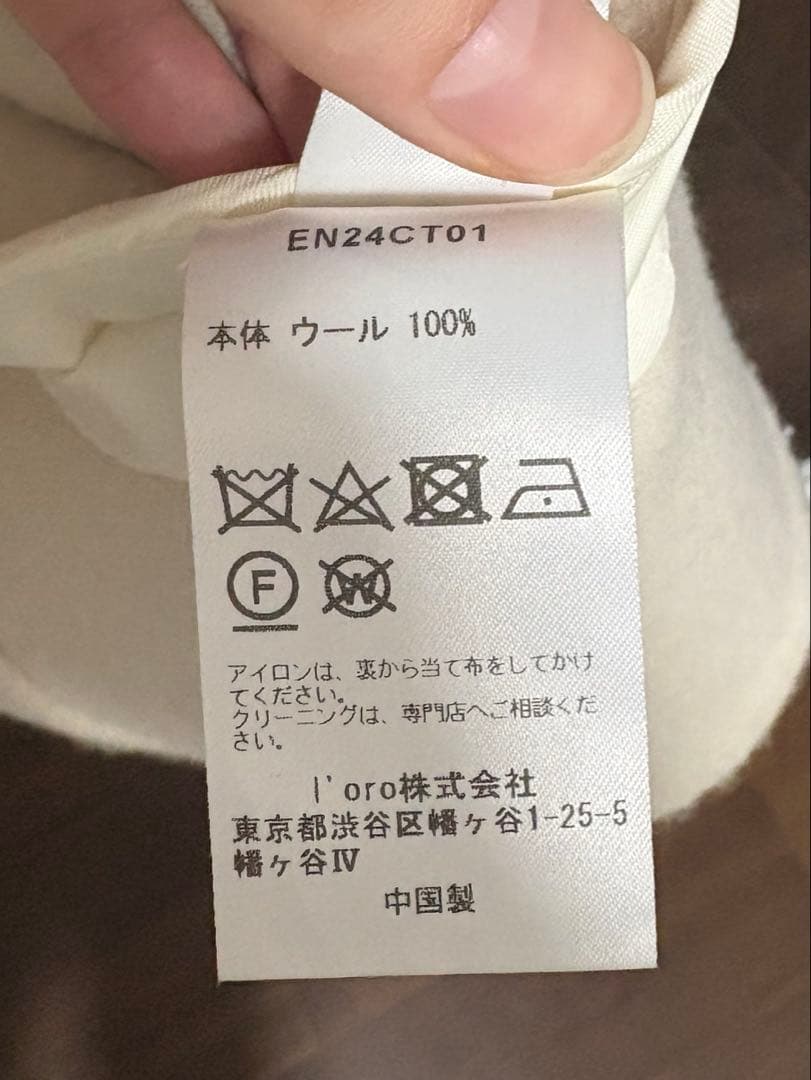 EN24CT01
本体 ウール 100%
F W
アイロンは、裏から当て布をしてかけ
てください。
クリーニングは、専門店へご相談くだ
さい。
l'oro株式会社
東京都渋谷区幡ヶ谷1-25-5
幡ヶ谷Ⅳ
中国製